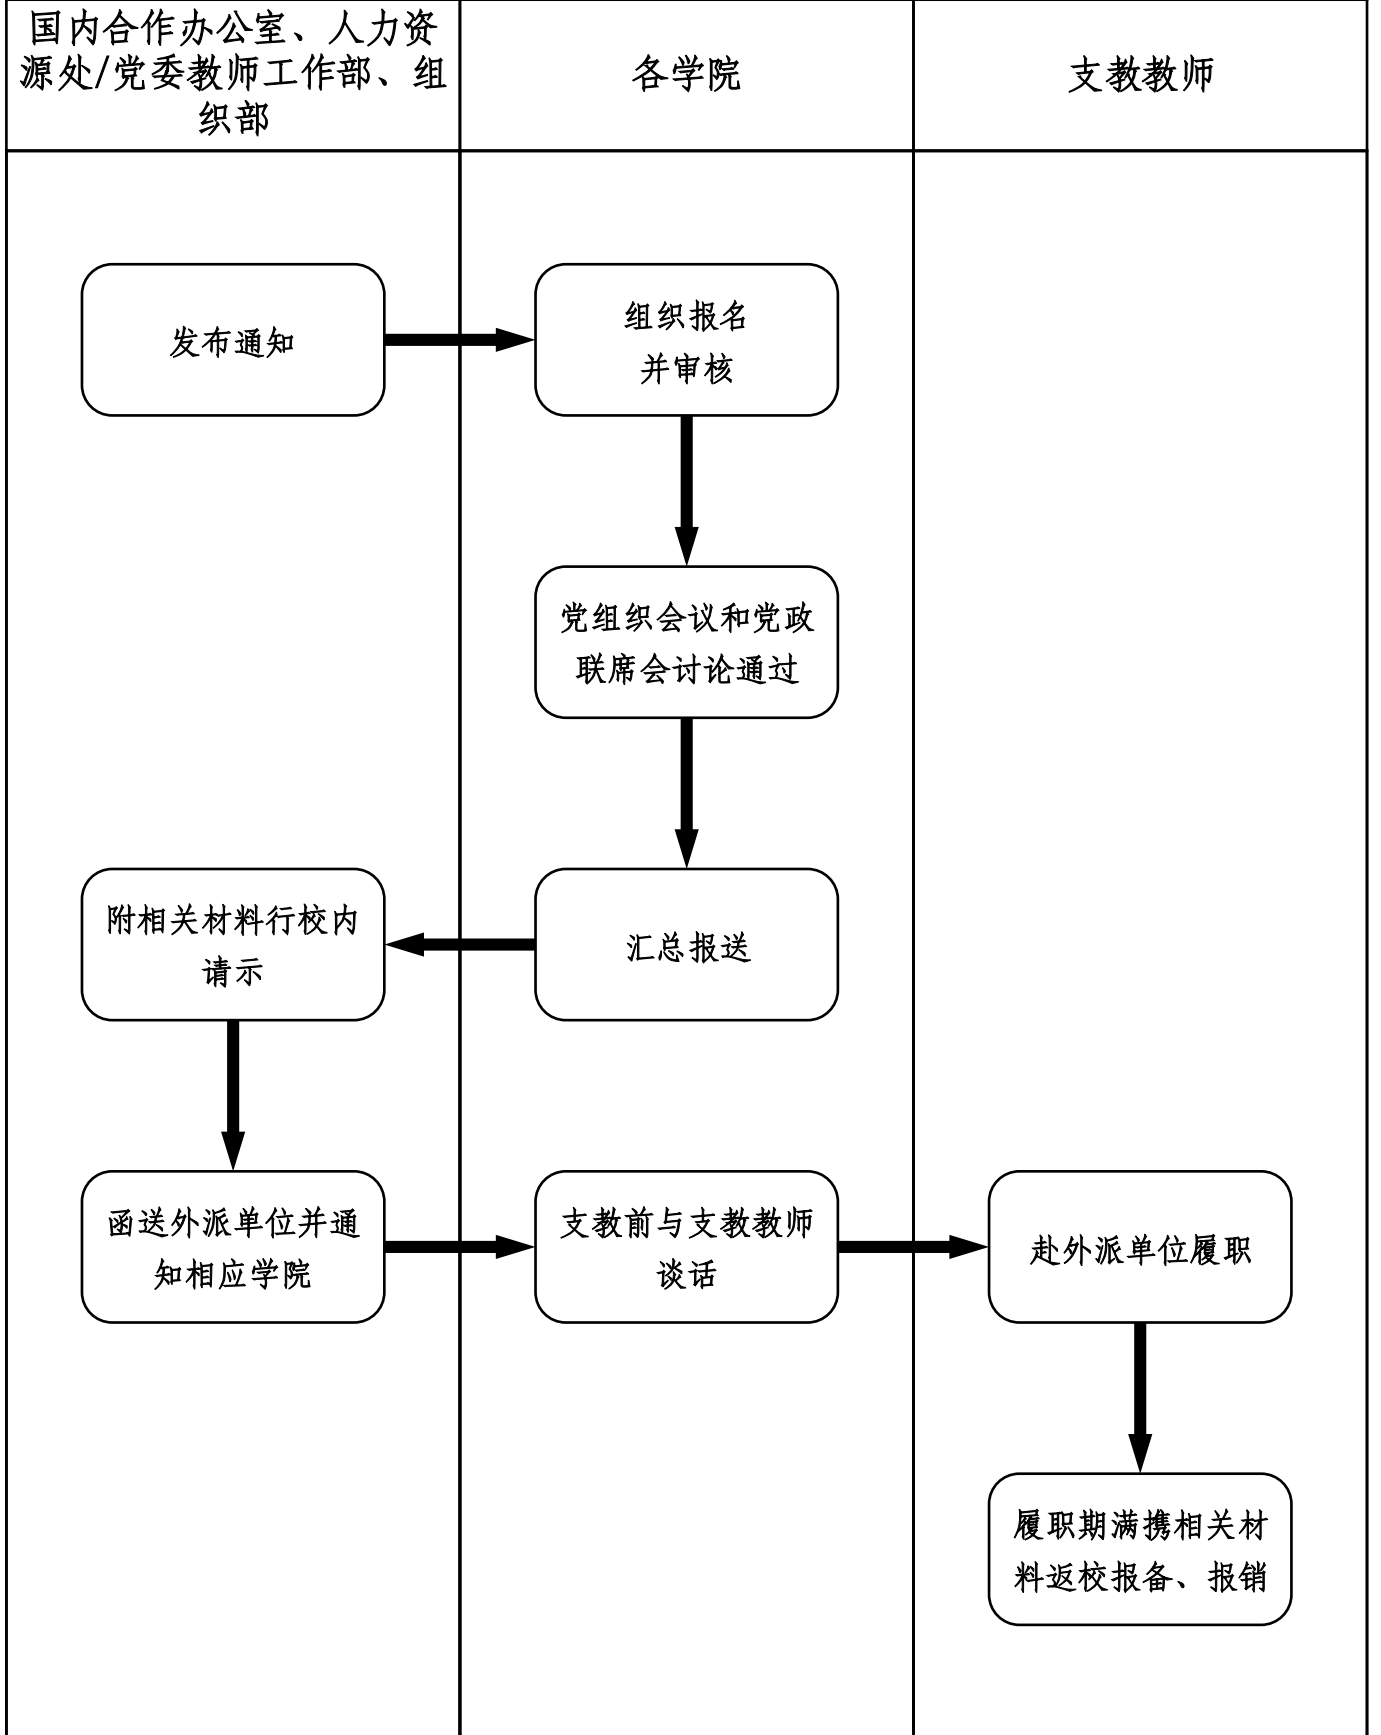 国内合作办公室、人力资
源处/党委教师工作部、组
织部
各学院
支教教师
发布通知
组织报名
并审核
党组织会议和党政
联席会讨论通过
附相关材料行校内
请示
汇总报送
函送外派单位并通
知相应学院
支教前与支教教师
谈话
赴外派单位履职
履职期满携相关材
料返校报备、报销